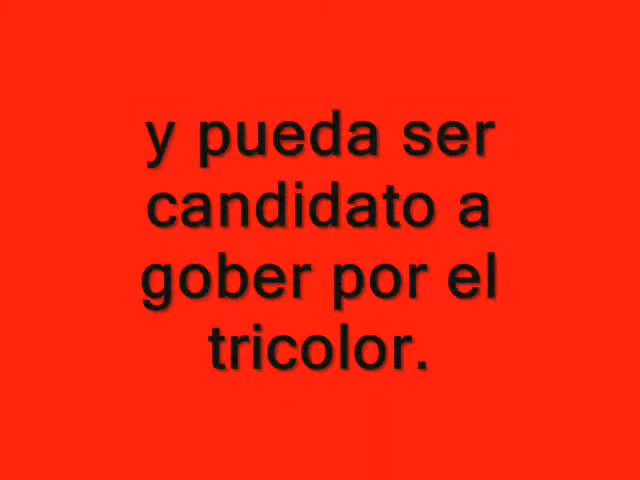 y pueda ser
candidato a
gober por el
tricolor.